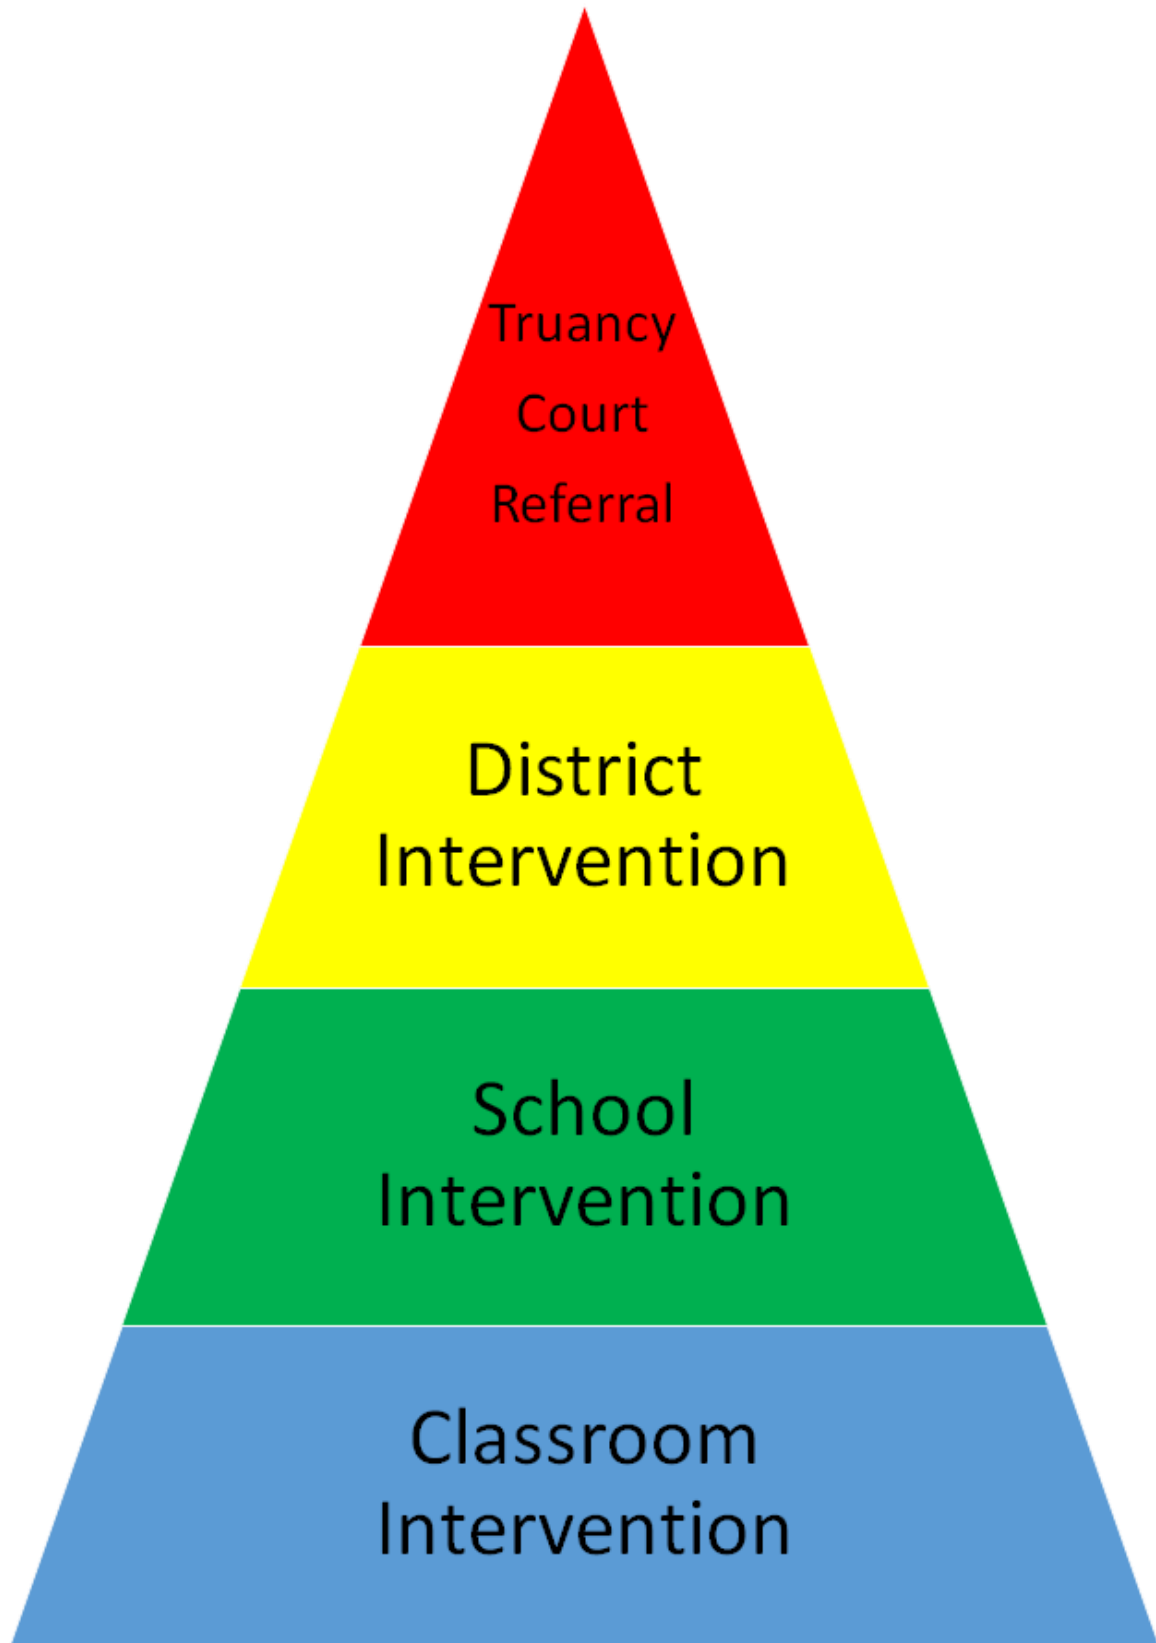 Truancy
Court
Referral
District
Intervention
School
Intervention
Classroom
Intervention